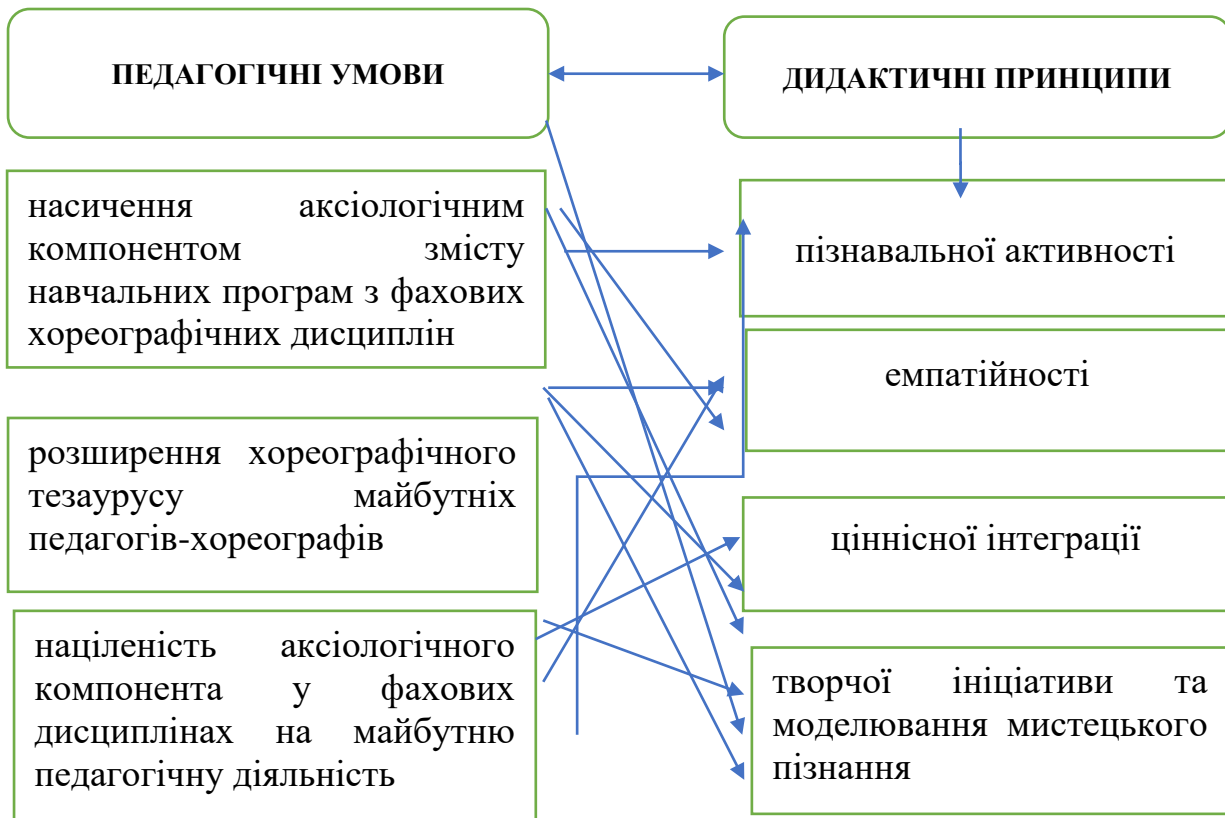 ПЕДАГОГІЧНІ УМОВИ
ДИДАКТИЧНІ ПРИНЦИПИ
насичення аксіологічним
компонентом змісту
навчальних програм з фахових
хореографічних дисциплін
розширення хореографічного
тезаурусу майбутніх
педагогів-хореографів
націленість аксіологічного
компонента у фахових
дисциплінах на майбутню
педагогічну діяльність
пізнавальної активності
емпатійності
ціннісної інтеграції
творчої ініціативи та
моделювання мистецького
пізнання